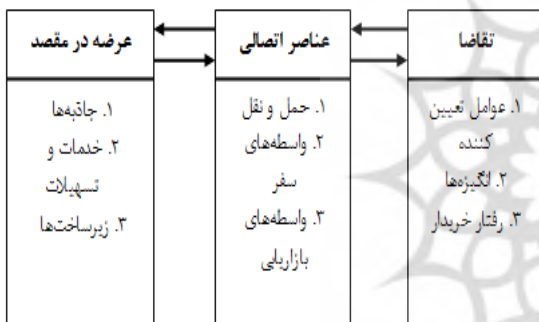 تقاضا
۱. عوامل تعیین
کننده
۲. انگیزه‌ها
۳. رفتار خریدار
عناصر اتصالی
۱. حمل و نقل
۲. واسطه‌های
سفر
۳. واسطه‌های
بازاریابی
عرضه در مقصد
۱. جاذبه‌ها
۲. خدمات و
تسهیلات
۳. زیرساخت‌ها